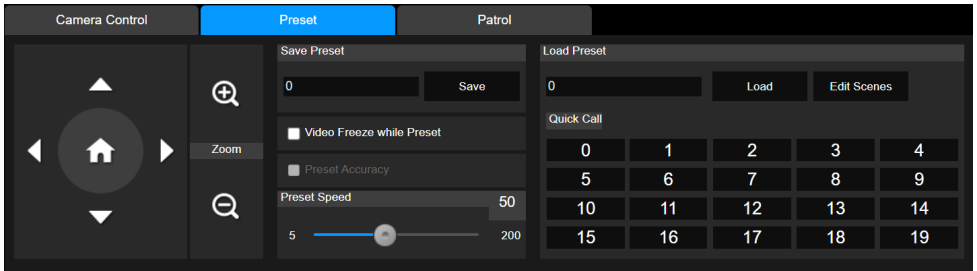 Camera Control Preset Patrol
Save Preset
0 Save
Video Freeze while Preset
Preset Accuracy
Preset Speed 50
5 200
Zoom
Load Preset
0 Load Edit Scenes
Quick Call
0 1 2 3 4
5 6 7 8 9
10 11 12 13 14
15 16 17 18 19